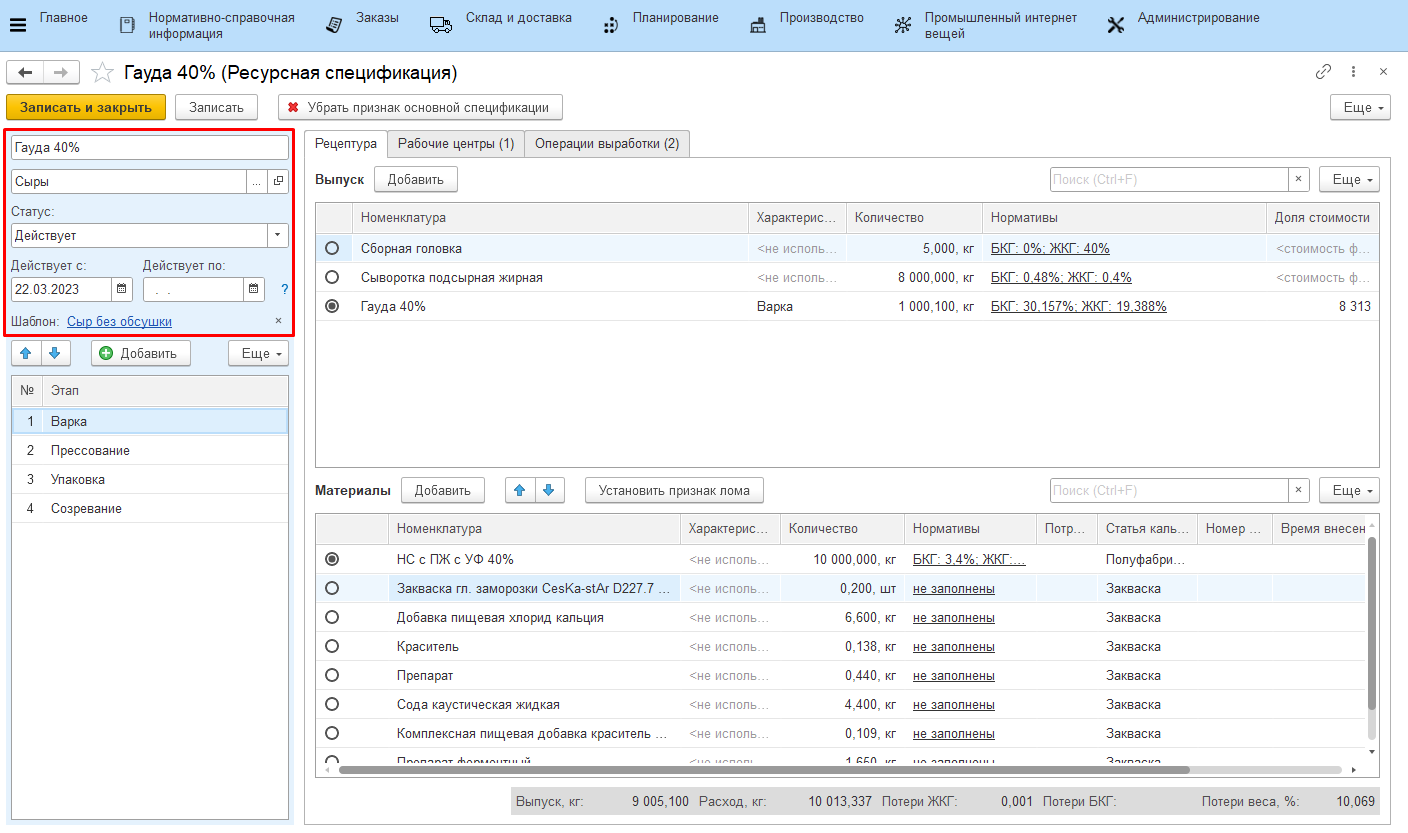 Главное
Нормативно-справочная
информация
Заказы
Склад и доставка
Планирование
Производство
Промышленный интернет
вещей
Администрирование
Гауда 40% (Ресурсная спецификация)
Записать и закрыть
Записать
Убрать признак основной спецификации
Еще
Гауда 40%
Сыры
...
Статус:
Действует
Действует с:
Действует по:
22.03.2023
. .
?
Шаблон: Сыр без обсушки
Добавить
Еще
№ Этап
1 Варка
2 Прессование
3 Упаковка
4 Созревание
Рецептура
Рабочие центры (1)
Операции выработки (2)
Выпуск
Добавить
Поиск (Ctrl+F)
Еще
Номенклатура Характерис... Количество Нормативы Доля стоимости
Сборная головка <не исполь... 5,000, кг БКГ: 0%; ЖКГ: 40% <стоимость ф...
Сыворотка подсырная жирная <не исполь... 8 000,000, кг БКГ: 0,48%; ЖКГ: 0,4% <стоимость ф...
Гауда 40% Варка 1 000,100, кг БКГ: 30,157%; ЖКГ: 19,388% 8 313
Материалы
Добавить
Установить признак лома
Поиск (Ctrl+F)
Еще
Номенклатура Характерис... Количество Нормативы Потр... Статья каль... Номер ... Время внесен
НС с ПЖ с УФ 40% <не исполь... 10 000,000, кг БКГ: 3,4%; ЖКГ:... Полуфабри...
Закваска гл. заморозки CesKa-stAr D227.7 ... <не исполь... 0,200, шт не заполнены Закваска
Добавка пищевая хлорид кальция <не исполь... 6,600, кг не заполнены Закваска
Краситель <не исполь... 0,138, кг не заполнены Закваска
Препарат <не исполь... 0,440, кг не заполнены Закваска
Сода каустическая жидкая <не исполь... 4,400, кг не заполнены Закваска
Комплексная пищевая добавка краситель ... <не исполь... 0,109, кг не заполнены Закваска
Препарат ферментный <не исполь... 1,650, кг не заполнены Закваска
Выпуск, кг: 9 005,100 Расход, кг: 10 013,337 Потери ЖКГ: 0,001 Потери БКГ: Потери веса, %: 10,069